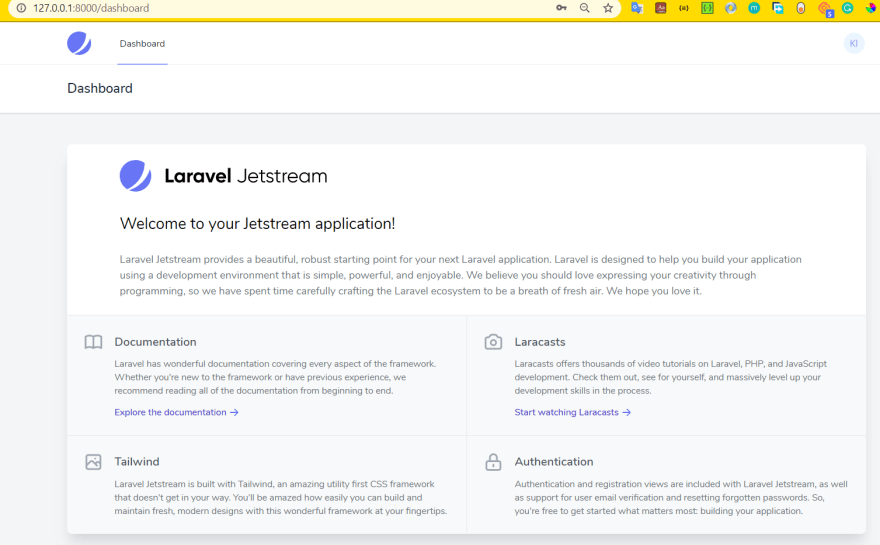 127.0.0.1:8000/dashboard
Dashboard
KI
Dashboard
Laravel Jetstream
Welcome to your Jetstream application!
Laravel Jetstream provides a beautiful, robust starting point for your next Laravel application. Laravel is designed to help you build your application
using a development environment that is simple, powerful, and enjoyable. We believe you should love expressing your creativity through
programming, so we have spent time carefully crafting the Laravel ecosystem to be a breath of fresh air. We hope you love it.
Documentation
Laravel has wonderful documentation covering every aspect of the framework.
Whether you're new to the framework or have previous experience, we
recommend reading all of the documentation from beginning to end.
Explore the documentation →
Laracasts
Laracasts offers thousands of video tutorials on Laravel, PHP, and JavaScript
development. Check them out, see for yourself, and massively level up your
development skills in the process.
Start watching Laracasts →
Tailwind
Laravel Jetstream is built with Tailwind, an amazing utility first CSS framework
that doesn't get in your way. You'll be amazed how easily you can build and
maintain fresh, modern designs with this wonderful framework at your fingertips.
Authentication
Authentication and registration views are included with Laravel Jetstream, as well
as support for user email verification and resetting forgotten passwords. So,
you're free to get started what matters most: building your application.